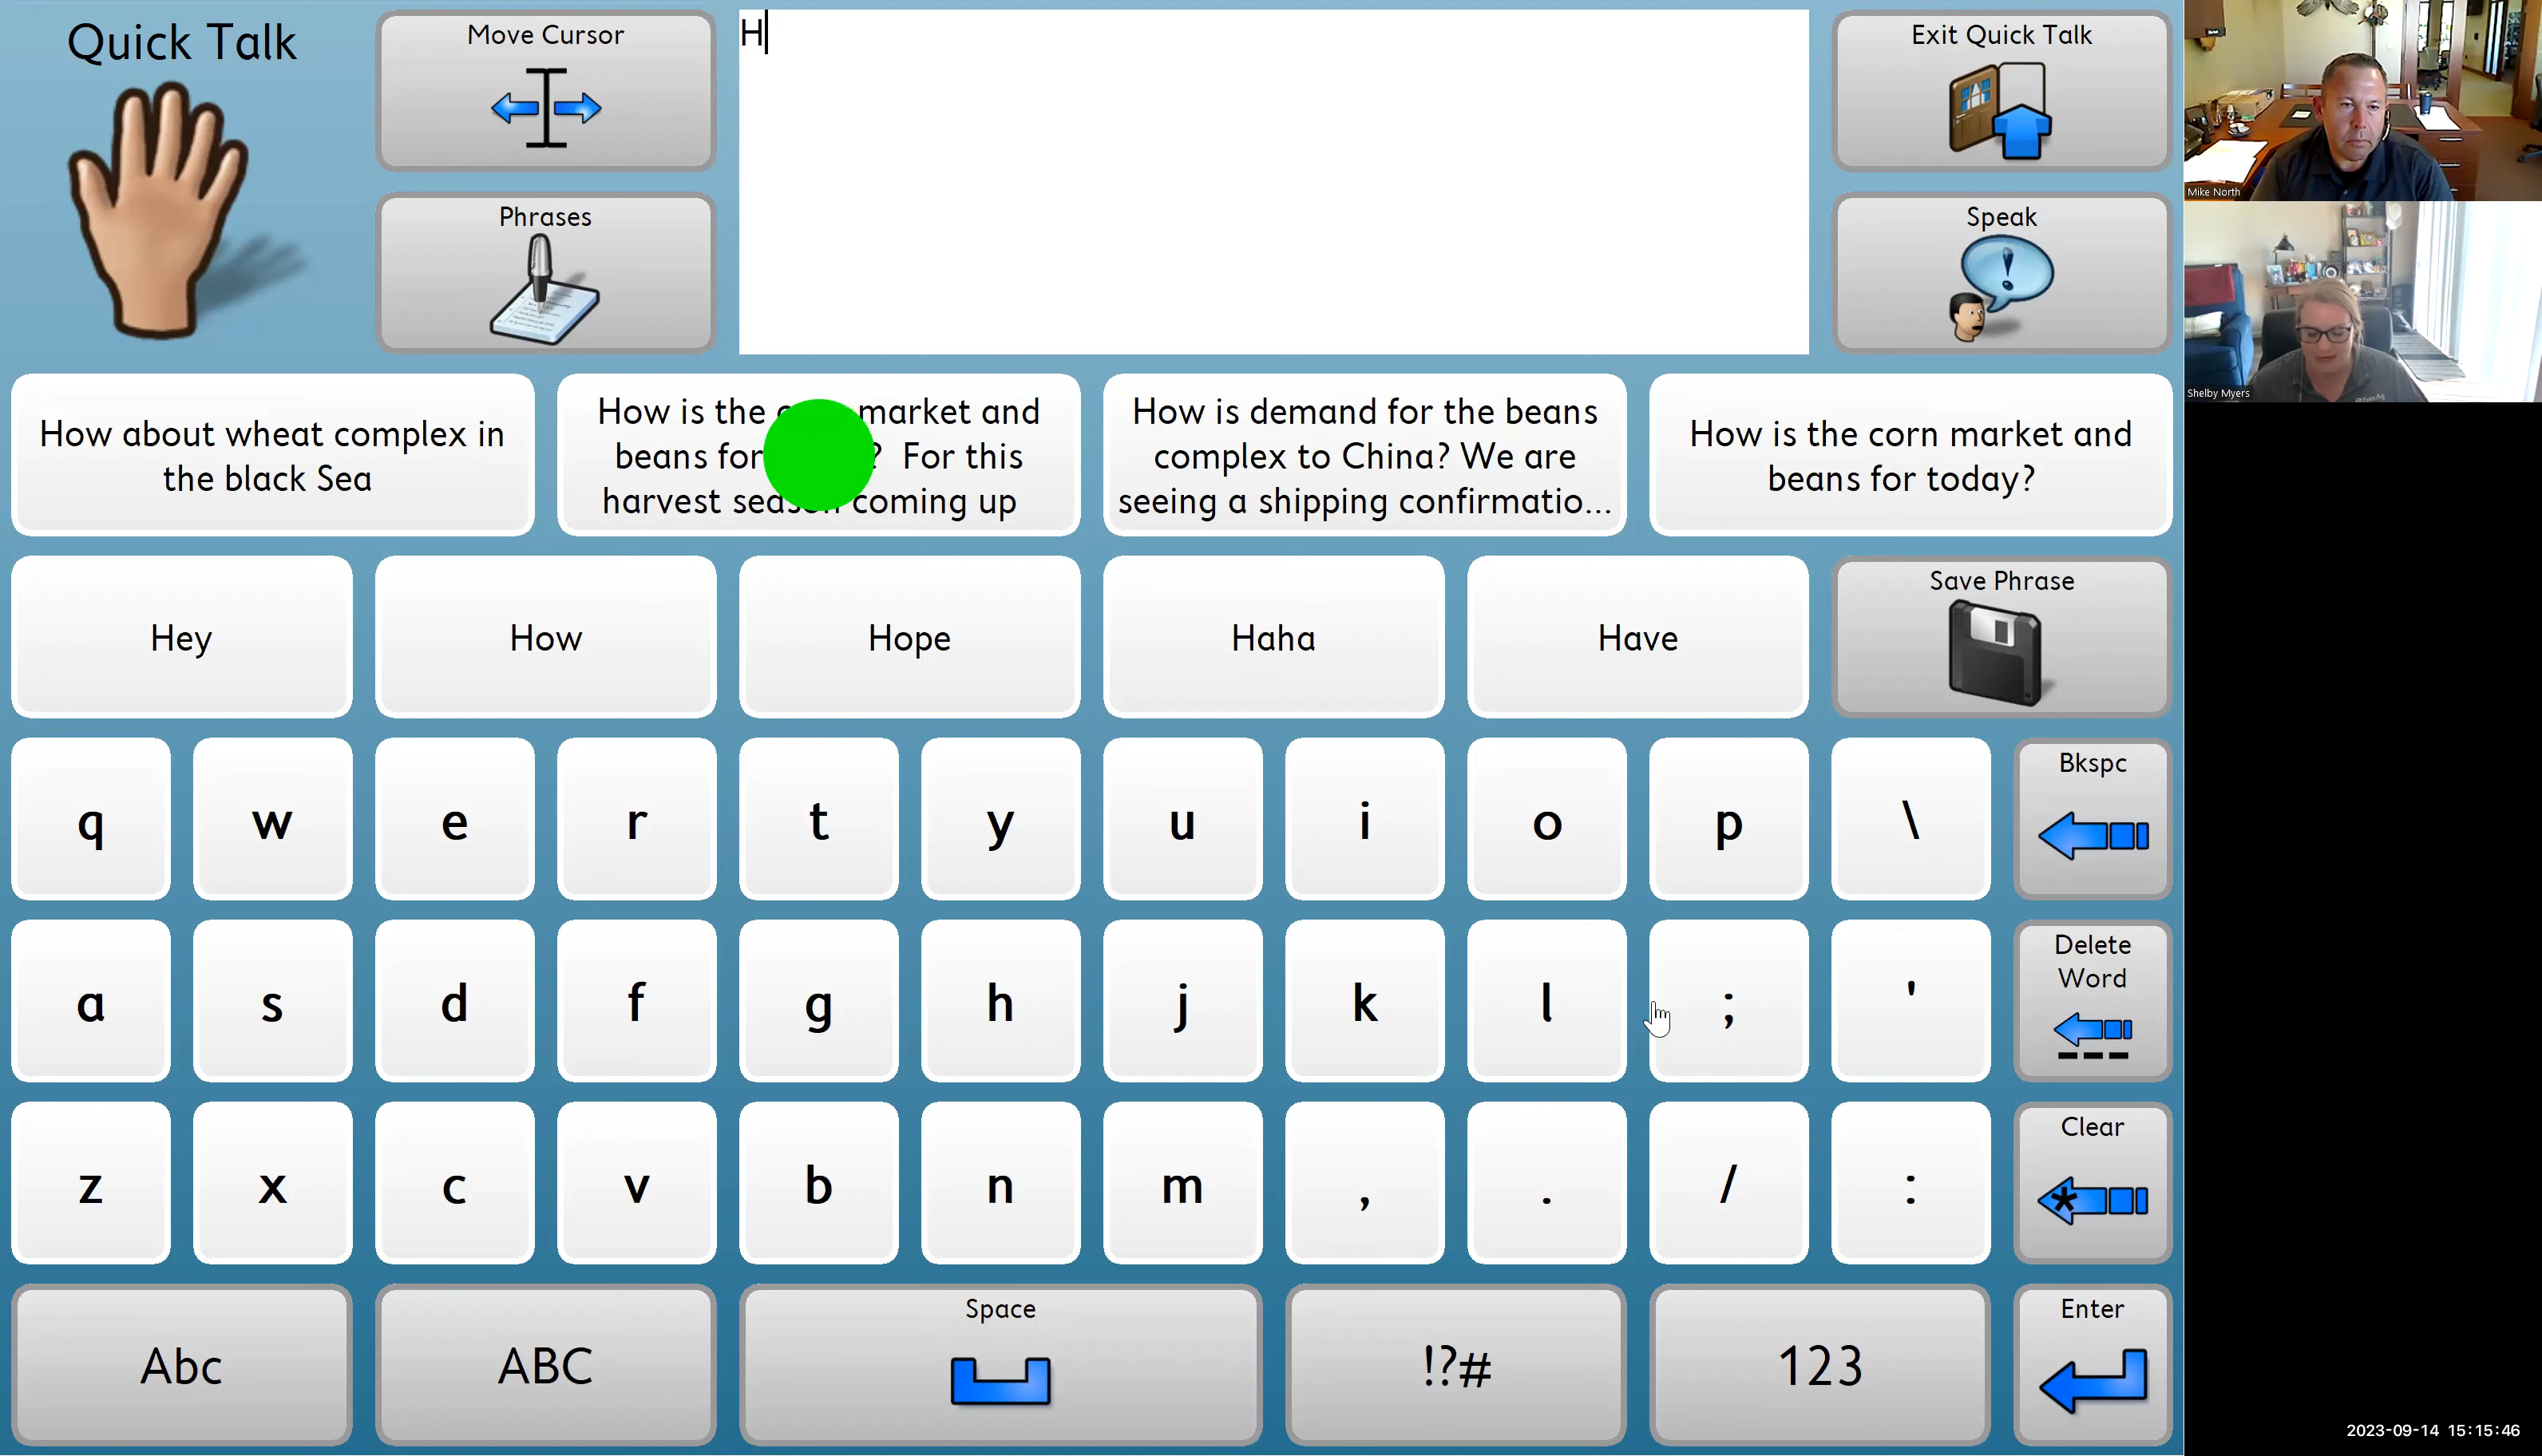 Quick Talk
Move Cursor
H
Exit Quick Talk
Phrases
Speak
Mike North
Shelby Myers
How about wheat complex in
the black Sea
How is the market and
beans for ? For this
harvest season coming up
How is demand for the beans
complex to China? We are
seeing a shipping confirmatio...
How is the corn market and
beans for today?
Hey
How
Hope
Haha
Have
Save Phrase
q w e r t y u i o p \
Bkspc
a s d f g h j k l ; '
Delete
Word
z x c v b n m , . / :
Clear
Abc
ABC
Space
!?#
123
Enter
2023-09-14 15:15:46